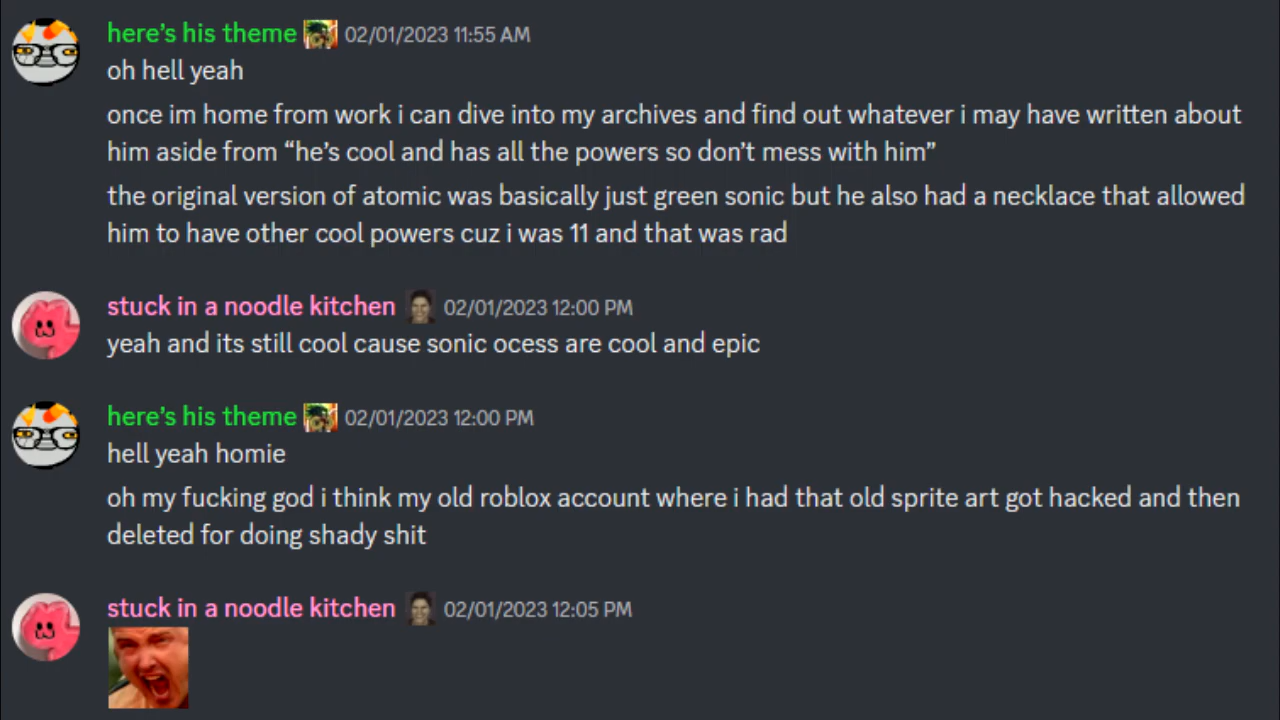 here’s his theme 02/01/2023 11:55 AM
oh hell yeah
once im home from work i can dive into my archives and find out whatever i may have written about
him aside from “he’s cool and has all the powers so don’t mess with him”
the original version of atomic was basically just green sonic but he also had a necklace that allowed
him to have other cool powers cuz i was 11 and that was rad
stuck in a noodle kitchen 02/01/2023 12:00 PM
yeah and its still cool cause sonic ocess are cool and epic
here’s his theme 02/01/2023 12:00 PM
hell yeah homie
oh my fucking god i think my old roblox account where i had that old sprite art got hacked and then
deleted for doing shady shit
stuck in a noodle kitchen 02/01/2023 12:05 PM